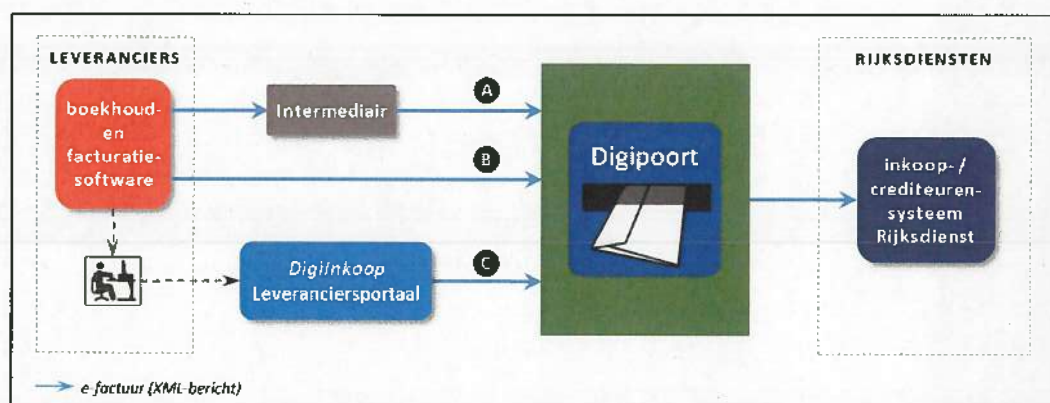 LEVERANCIERS
RIJKSDIENSTEN
boekhoud-
en
facturatie-
software
Intermediair
A
B
C
Digipoort
DigiInkoop
Leveranciersportaal
inkoop-/
crediteuren-
systeem
Rijksdienst
e-factuur (XML-bericht)